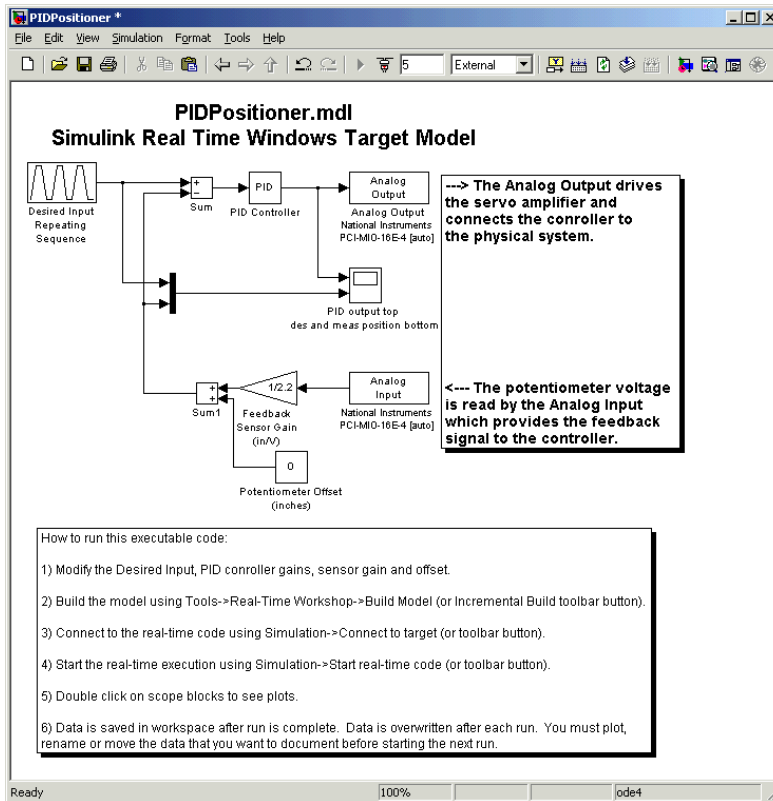 PIDPositioner *
File Edit View Simulation Format Tools Help
5 External
PIDPositioner.mdl
Simulink Real Time Windows Target Model
Desired Input
Repeating
Sequence
+
−
Sum
PID
PID Controller
Analog
Output
Analog Output
National Instruments
PCI-MIO-16E-4 [auto]
---> The Analog Output drives
the servo amplifier and
connects the conroller to
the physical system.
PID output top
des and meas position bottom
+
+
Sum1
1/2.2
Feedback
Sensor Gain
(in/V)
Analog
Input
National Instruments
PCI-MIO-16E-4 [auto]
<--- The potentiometer voltage
is read by the Analog Input
which provides the feedback
signal to the controller.
0
Potentiometer Offset
(inches)
How to run this executable code:
1) Modify the Desired Input, PID conroller gains, sensor gain and offset.
2) Build the model using Tools->Real-Time Workshop->Build Model (or Incremental Build toolbar button).
3) Connect to the real-time code using Simulation->Connect to target (or toolbar button).
4) Start the real-time execution using Simulation->Start real-time code (or toolbar button).
5) Double click on scope blocks to see plots.
6) Data is saved in workspace after run is complete.  Data is overwritten after each run.  You must plot,
rename or move the data that you want to document before starting the next run.
Ready 100% ode4